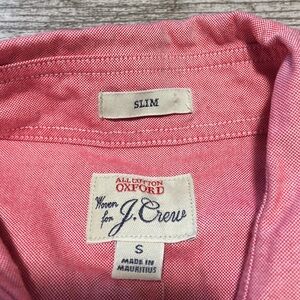 SLIM
ALL COTTON
OXFORD
Woven
for J.Crew
S
MADE IN
MAURITIUS